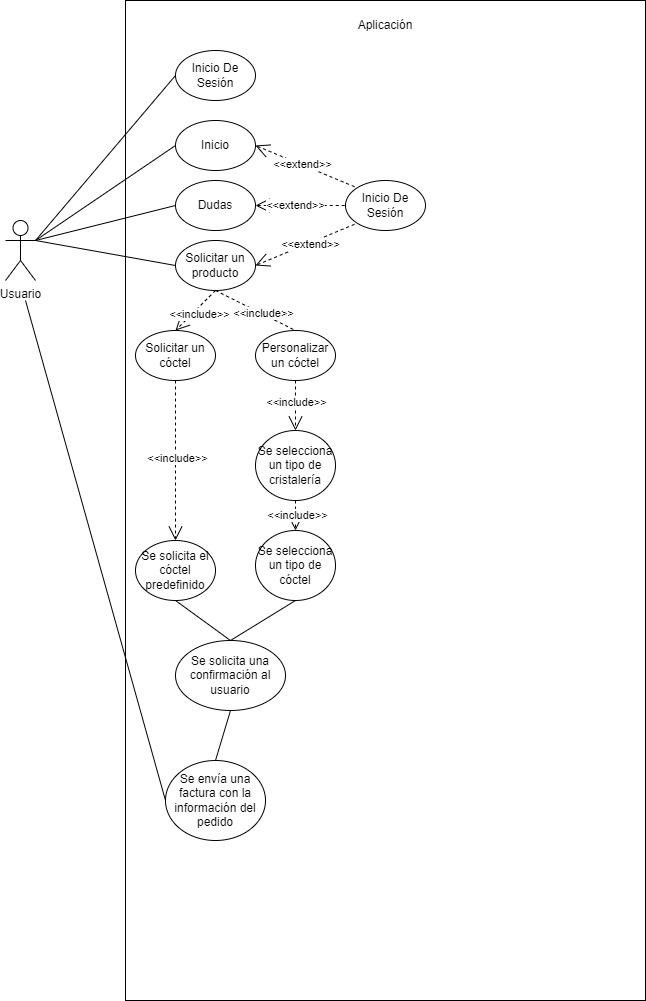 Aplicación
Inicio De
Sesión
Inicio
<<extend>>
Dudas
<<extend>>
Inicio De
Sesión
<<extend>>
Solicitar un
producto
Usuario
<<include>>
<<include>>
Solicitar un
cóctel
Personalizar
un cóctel
<<include>>
<<include>>
Se selecciona
un tipo de
cristalería
<<include>>
Se solicita el
cóctel
predefinido
Se selecciona
un tipo de
cóctel
Se solicita una
confirmación al
usuario
Se envía una
factura con la
información del
pedido